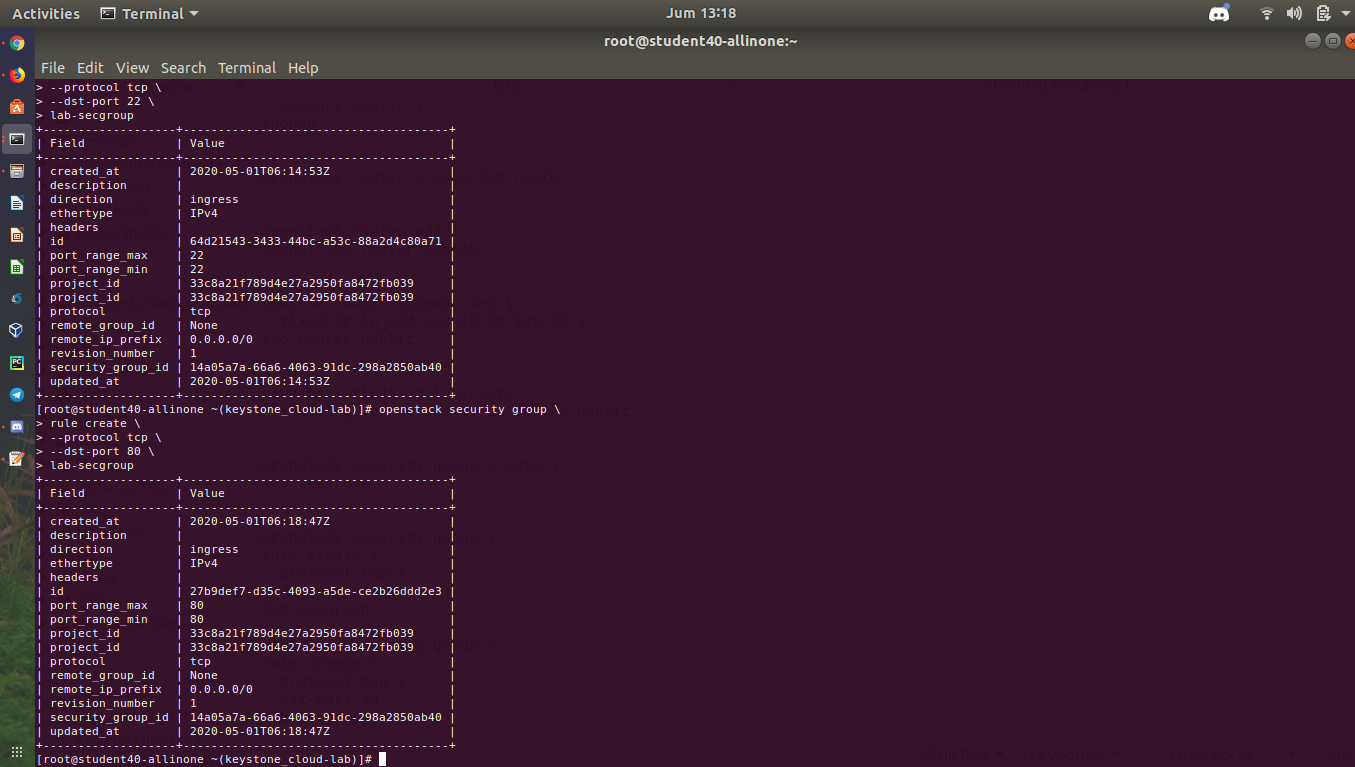 Activities Terminal Jum 13:18
root@student40-allinone:~
File Edit View Search Terminal Help
> --protocol tcp \
> --dst-port 22 \
> lab-secgroup
+-------------------+--------------------------------------+
| Field | Value |
+-------------------+--------------------------------------+
| created_at | 2020-05-01T06:14:53Z |
| description | |
| direction | ingress |
| ethertype | IPv4 |
| headers | |
| id | 64d21543-3433-44bc-a53c-88a2d4c80a71 |
| port_range_max | 22 |
| port_range_min | 22 |
| project_id | 33c8a21f789d4e27a2950fa8472fb039 |
| project_id | 33c8a21f789d4e27a2950fa8472fb039 |
| protocol | tcp |
| remote_group_id | None |
| remote_ip_prefix | 0.0.0.0/0 |
| revision_number | 1 |
| security_group_id | 14a05a7a-66a6-4063-91dc-298a2850ab40 |
| updated_at | 2020-05-01T06:14:53Z |
+-------------------+--------------------------------------+
[root@student40-allinone ~(keystone_cloud-lab)]# openstack security group \
> rule create \
> --protocol tcp \
> --dst-port 80 \
> lab-secgroup
+-------------------+--------------------------------------+
| Field | Value |
+-------------------+--------------------------------------+
| created_at | 2020-05-01T06:18:47Z |
| description | |
| direction | ingress |
| ethertype | IPv4 |
| headers | |
| id | 27b9def7-d35c-4093-a5de-ce2b26ddd2e3 |
| port_range_max | 80 |
| port_range_min | 80 |
| project_id | 33c8a21f789d4e27a2950fa8472fb039 |
| project_id | 33c8a21f789d4e27a2950fa8472fb039 |
| protocol | tcp |
| remote_group_id | None |
| remote_ip_prefix | 0.0.0.0/0 |
| revision_number | 1 |
| security_group_id | 14a05a7a-66a6-4063-91dc-298a2850ab40 |
| updated_at | 2020-05-01T06:18:47Z |
+-------------------+--------------------------------------+
[root@student40-allinone ~(keystone_cloud-lab)]#